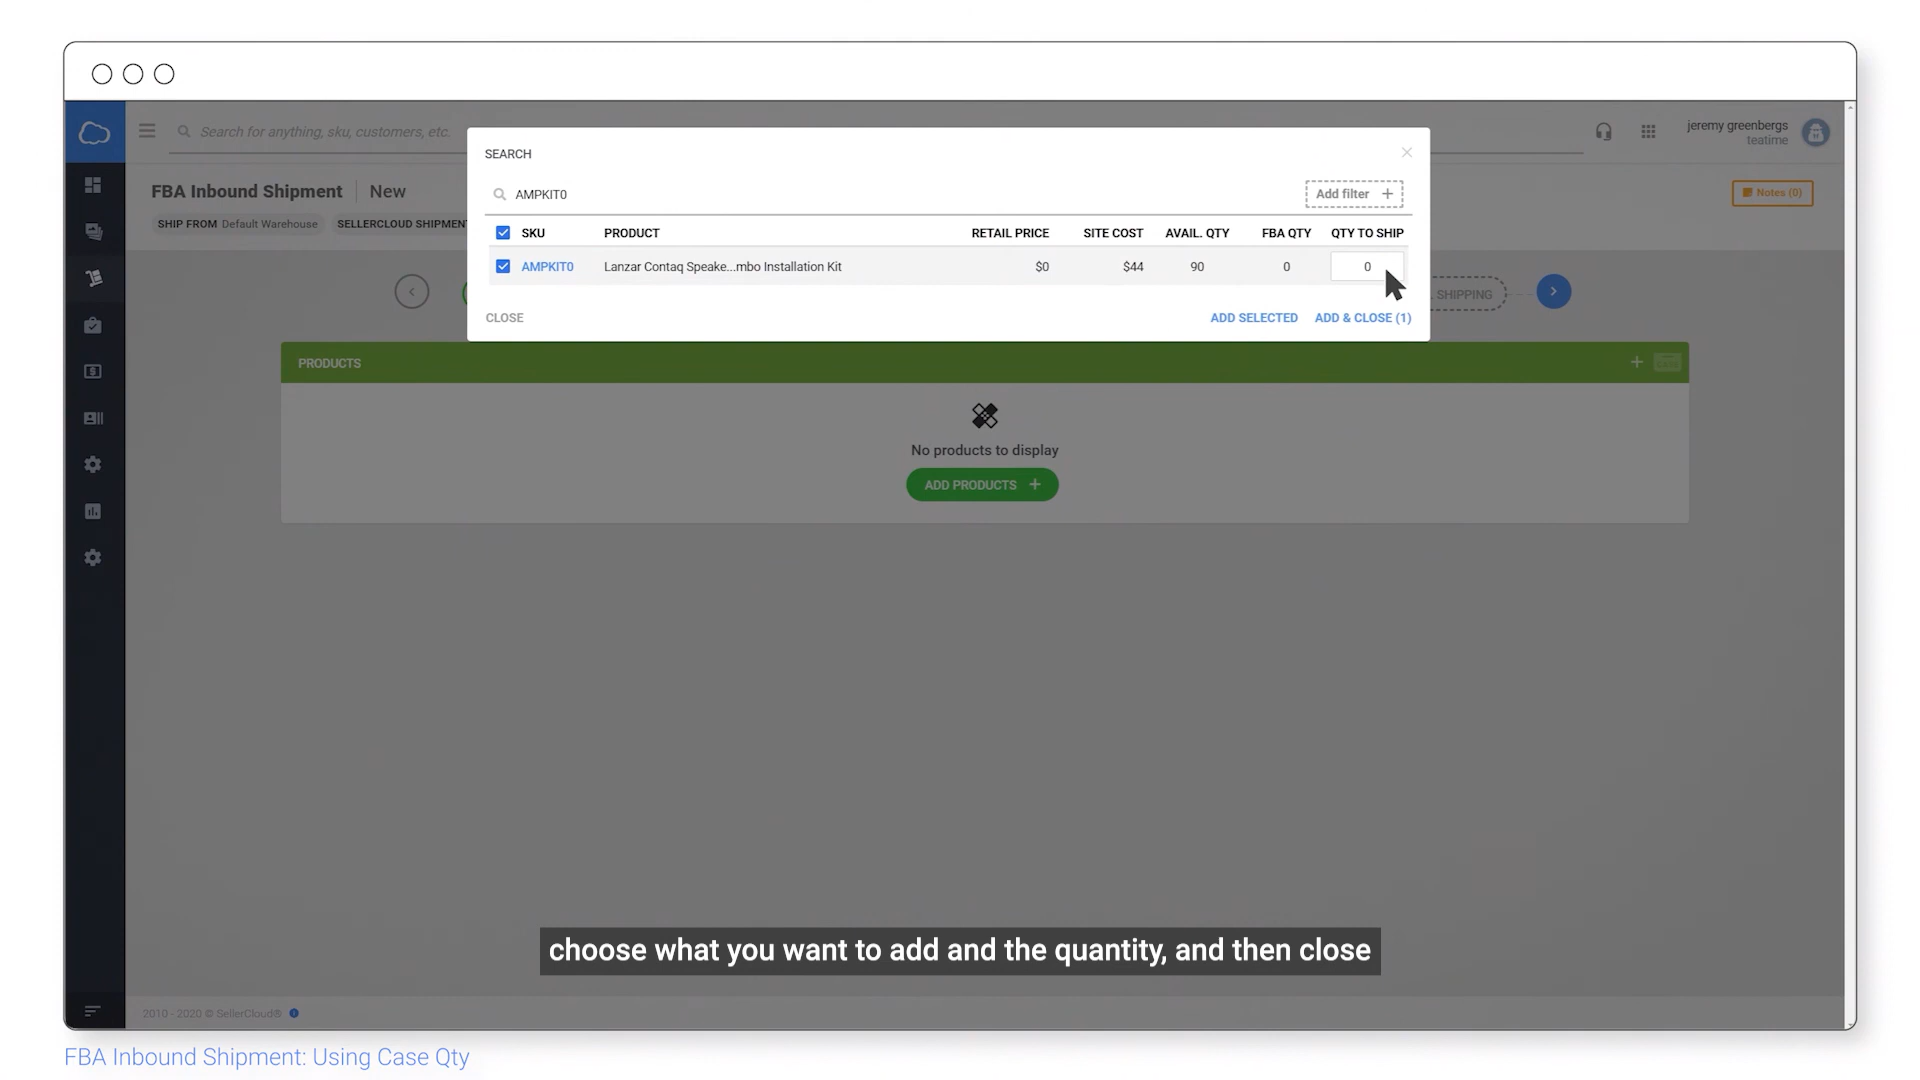 Search for anything, sku, customers, etc.
jeremy greenbergs
teatime
FBA Inbound Shipment | New
Notes (0)
SHIP FROM Default Warehouse
SELLERCLOUD SHIPMENT
SEARCH
AMPKIT0
Add filter +
SKU PRODUCT RETAIL PRICE SITE COST AVAIL. QTY FBA QTY QTY TO SHIP
AMPKIT0 Lanzar Contaq Speake...mbo Installation Kit $0 $44 90 0 0
CLOSE ADD SELECTED ADD & CLOSE (1)
SHIPPING
PRODUCTS
No products to display
ADD PRODUCTS +
choose what you want to add and the quantity, and then close
2010 - 2020 © SellerCloud®
FBA Inbound Shipment: Using Case Qty